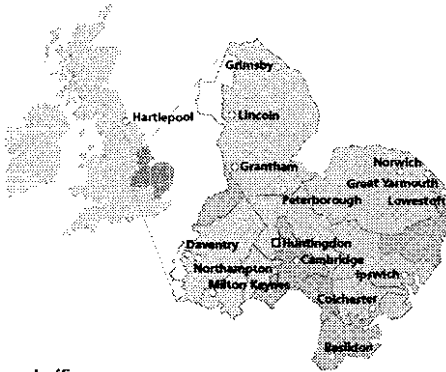 Grimsby
Hartlepool
Lincoln
Grantham
Norwich
Great Yarmouth
Peterborough
Lowestoft
Daventry
Huntingdon
Cambridge
Northampton
Ipswich
Milton Keynes
Colchester
Basildon